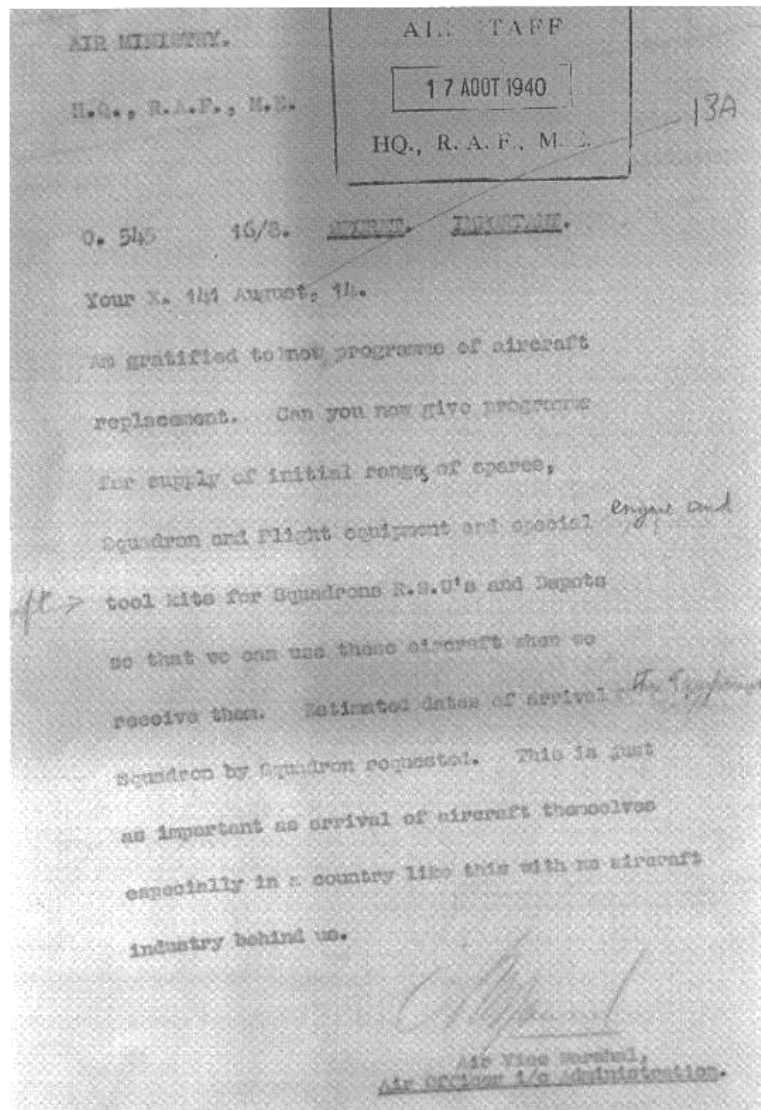 AIR MINISTRY.
AIR STAFF
17 AOUT 1940
H.Q., R.A.F., M.E.
HQ., R. A. F., M. E.
13A
O. 545 16/8. IMPORTANT.
Your X. 141 August, 14.
Am gratified to programme of aircraft
replacement. Can you now give programme
for supply of initial range of spares,
Squadron and Flight equipment and special engine and
tool kits for Squadrons R.S.U's and Depots
so that we can use these aircraft when we
receive them. Estimated dates of arrival
Squadron by Squadron requested. This is just
as important as arrival of aircraft themselves
especially in a country like this with no aircraft
industry behind us.
Air Vice Marshal,
Air Officer i/c Administration.